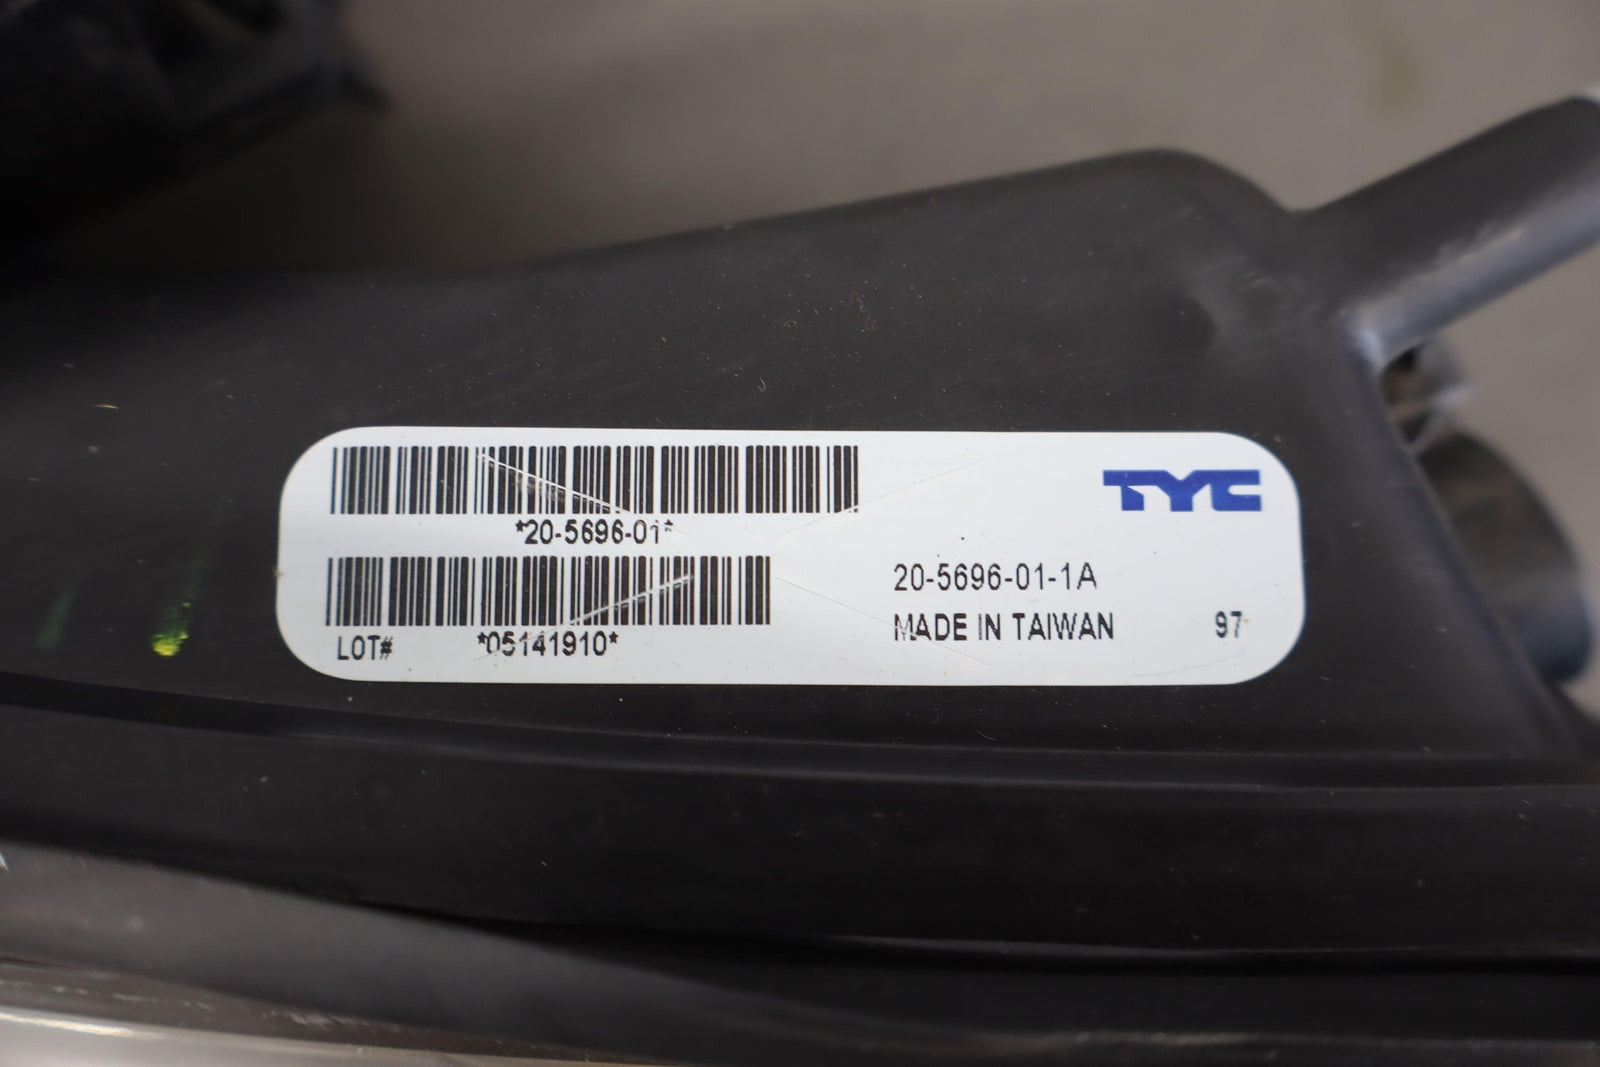 *20-5696-01*
TYC
20-5696-01-1A
MADE IN TAIWAN 97
LOT# *05141910*